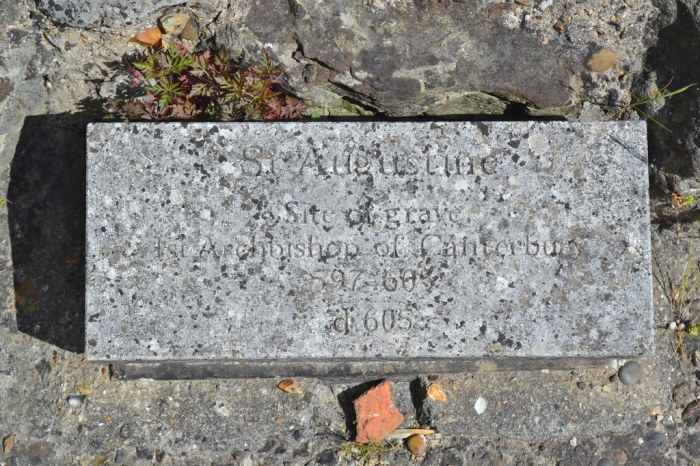 St Augustine
Site of grave
1st Archbishop of Canterbury
597-605
d 605